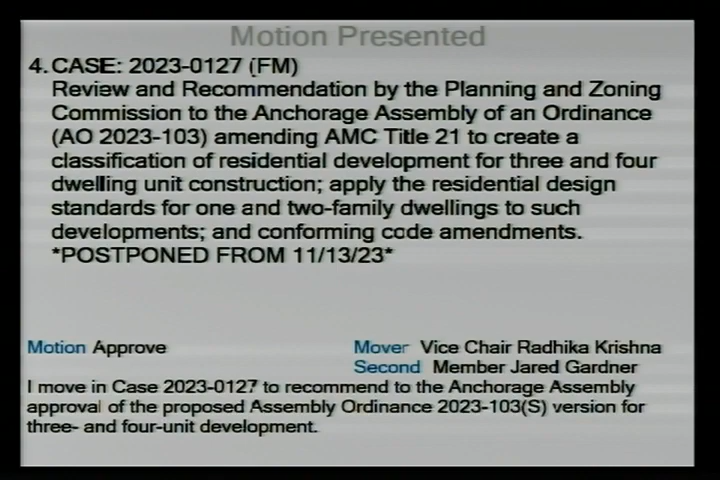 Motion Presented
4. CASE: 2023-0127 (FM)
Review and Recommendation by the Planning and Zoning
Commission to the Anchorage Assembly of an Ordinance
(AO 2023-103) amending AMC Title 21 to create a
classification of residential development for three and four
dwelling unit construction; apply the residential design
standards for one and two-family dwellings to such
developments; and conforming code amendments.
*POSTPONED FROM 11/13/23*
Motion Approve
Mover Vice Chair Radhika Krishna
Second Member Jared Gardner
I move in Case 2023-0127 to recommend to the Anchorage Assembly
approval of the proposed Assembly Ordinance 2023-103(S) version for
three- and four-unit development.